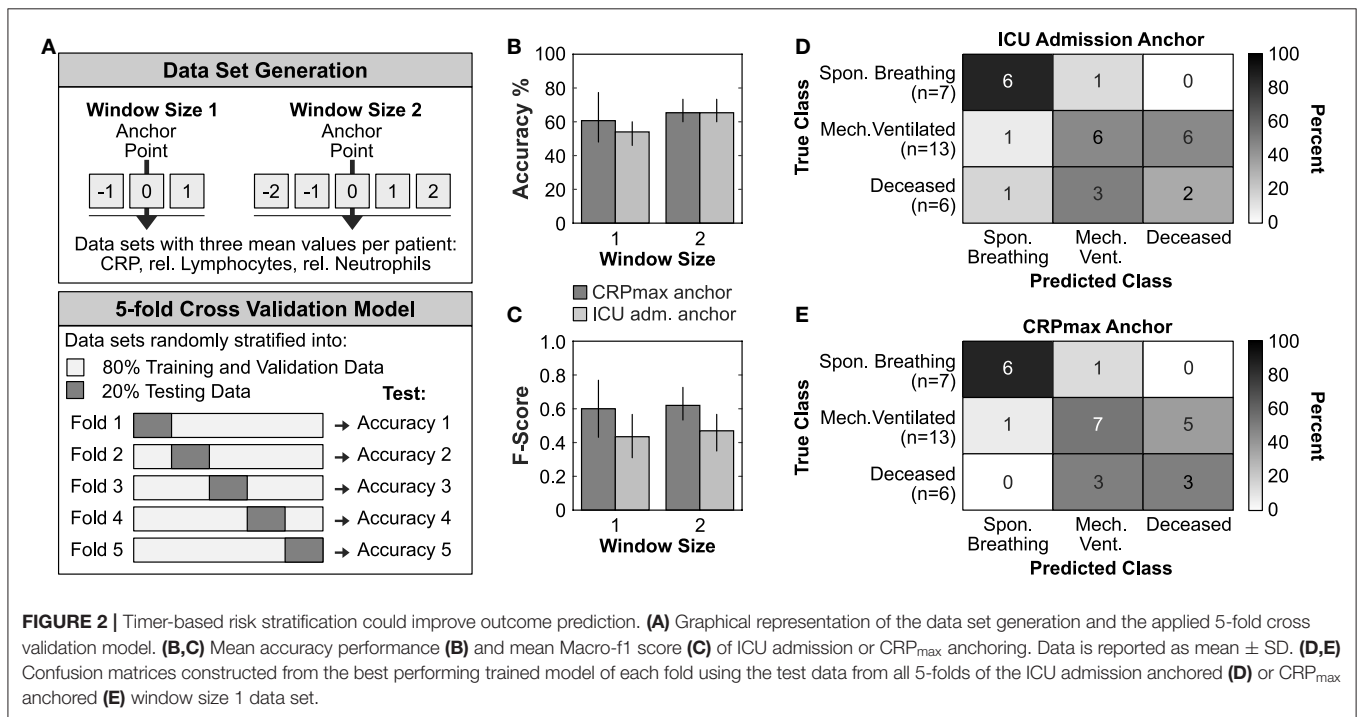 A
Data Set Generation
Window Size 1
Anchor
Point
-1 0 1
Window Size 2
Anchor
Point
-2 -1 0 1 2
Data sets with three mean values per patient:
CRP, rel. Lymphocytes, rel. Neutrophils
5-fold Cross Validation Model
Data sets randomly stratified into:
80% Training and Validation Data
20% Testing Data
Test:
Fold 1 → Accuracy 1
Fold 2 → Accuracy 2
Fold 3 → Accuracy 3
Fold 4 → Accuracy 4
Fold 5 → Accuracy 5
B
Accuracy %
100
80
60
40
20
0
1 2
Window Size
CRPmax anchor
ICU adm. anchor
C
F-Score
1.0
0.8
0.6
0.4
0.2
0
1 2
Window Size
D
ICU Admission Anchor
True Class
Spon. Breathing
(n=7)
6 1 0
Mech.Ventilated
(n=13)
1 6 6
Deceased
(n=6)
1 3 2
Spon.
Breathing
Mech.
Vent.
Deceased
Predicted Class
100
80
60
40
20
0
Percent
E
CRPmax Anchor
True Class
Spon. Breathing
(n=7)
6 1 0
Mech.Ventilated
(n=13)
1 7 5
Deceased
(n=6)
0 3 3
Spon.
Breathing
Mech.
Vent.
Deceased
Predicted Class
100
80
60
40
20
0
Percent
FIGURE 2 | Timer-based risk stratification could improve outcome prediction. (A) Graphical representation of the data set generation and the applied 5-fold cross
validation model. (B,C) Mean accuracy performance (B) and mean Macro-f1 score (C) of ICU admission or CRPmax anchoring. Data is reported as mean ± SD. (D,E)
Confusion matrices constructed from the best performing trained model of each fold using the test data from all 5-folds of the ICU admission anchored (D) or CRPmax
anchored (E) window size 1 data set.